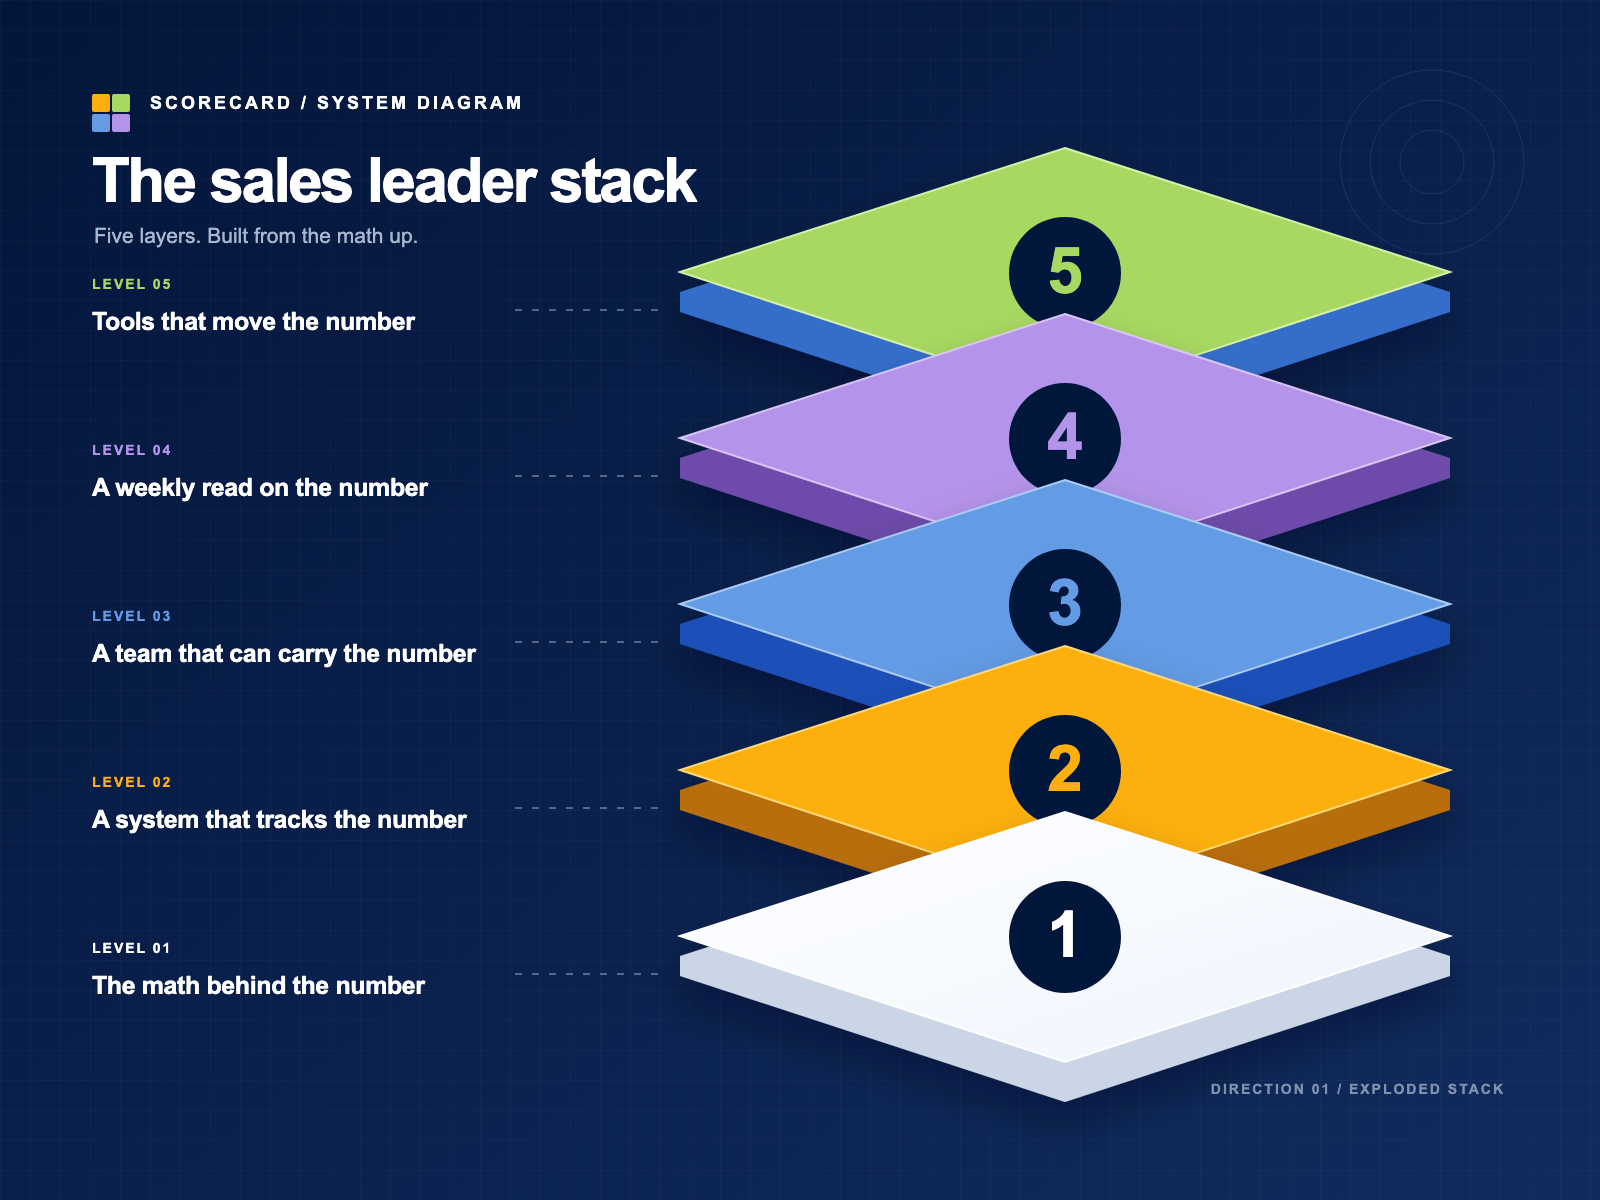 SCORECARD / SYSTEM DIAGRAM
The sales leader stack
Five layers. Built from the math up.
LEVEL 05
Tools that move the number
5
LEVEL 04
A weekly read on the number
4
LEVEL 03
A team that can carry the number
3
LEVEL 02
A system that tracks the number
2
LEVEL 01
The math behind the number
1
DIRECTION 01 / EXPLODED STACK